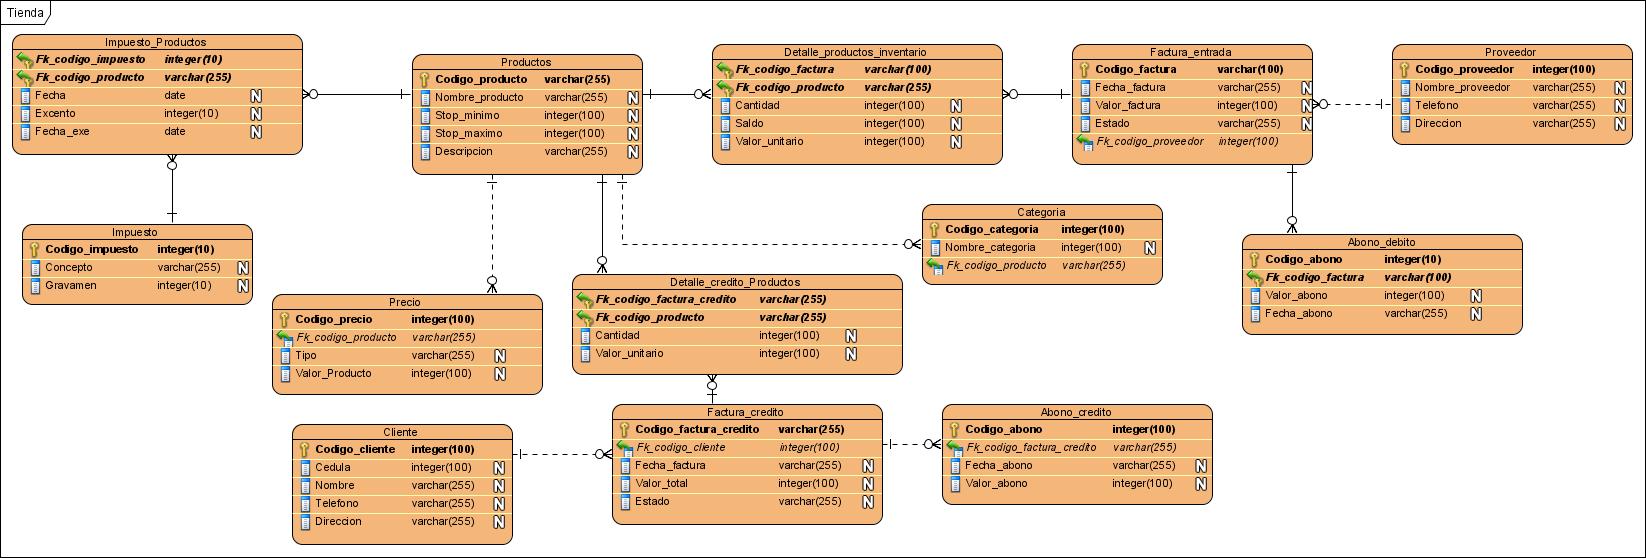 Tienda
Impuesto_Productos
Fk_codigo_impuesto integer(10)
Fk_codigo_producto varchar(255)
Fecha date N
Excento integer(10) N
Fecha_exe date N
Productos
Codigo_producto varchar(255)
Nombre_producto varchar(255) N
Stop_minimo integer(100) N
Stop_maximo integer(100) N
Descripcion varchar(255) N
Detalle_productos_inventario
Fk_codigo_factura varchar(100)
Fk_codigo_producto varchar(255)
Cantidad integer(100) N
Saldo integer(100) N
Valor_unitario integer(100) N
Factura_entrada
Codigo_factura varchar(100)
Fecha_factura varchar(255) N
Valor_factura integer(100) N
Estado varchar(255) N
Fk_codigo_proveedor integer(100)
Proveedor
Codigo_proveedor integer(100)
Nombre_proveedor varchar(255) N
Telefono varchar(255) N
Direccion varchar(255) N
Impuesto
Codigo_impuesto integer(10)
Concepto varchar(255) N
Gravamen integer(10) N
Categoria
Codigo_categoria integer(100)
Nombre_categoria integer(100) N
Fk_codigo_producto varchar(255)
Abono_debito
Codigo_abono integer(10)
Fk_codigo_factura varchar(100)
Valor_abono integer(100) N
Fecha_abono varchar(255) N
Precio
Codigo_precio integer(100)
Fk_codigo_producto varchar(255)
Tipo varchar(255) N
Valor_Producto integer(100) N
Detalle_credito_Productos
Fk_codigo_factura_credito varchar(255)
Fk_codigo_producto varchar(255)
Cantidad integer(100) N
Valor_unitario integer(100) N
Cliente
Codigo_cliente integer(100)
Cedula integer(100) N
Nombre varchar(255) N
Telefono varchar(255) N
Direccion varchar(255) N
Factura_credito
Codigo_factura_credito varchar(255)
Fk_codigo_cliente integer(100)
Fecha_factura varchar(255) N
Valor_total integer(100) N
Estado varchar(255) N
Abono_credito
Codigo_abono integer(100)
Fk_codigo_factura_credito varchar(255)
Fecha_abono varchar(255) N
Valor_abono integer(100) N